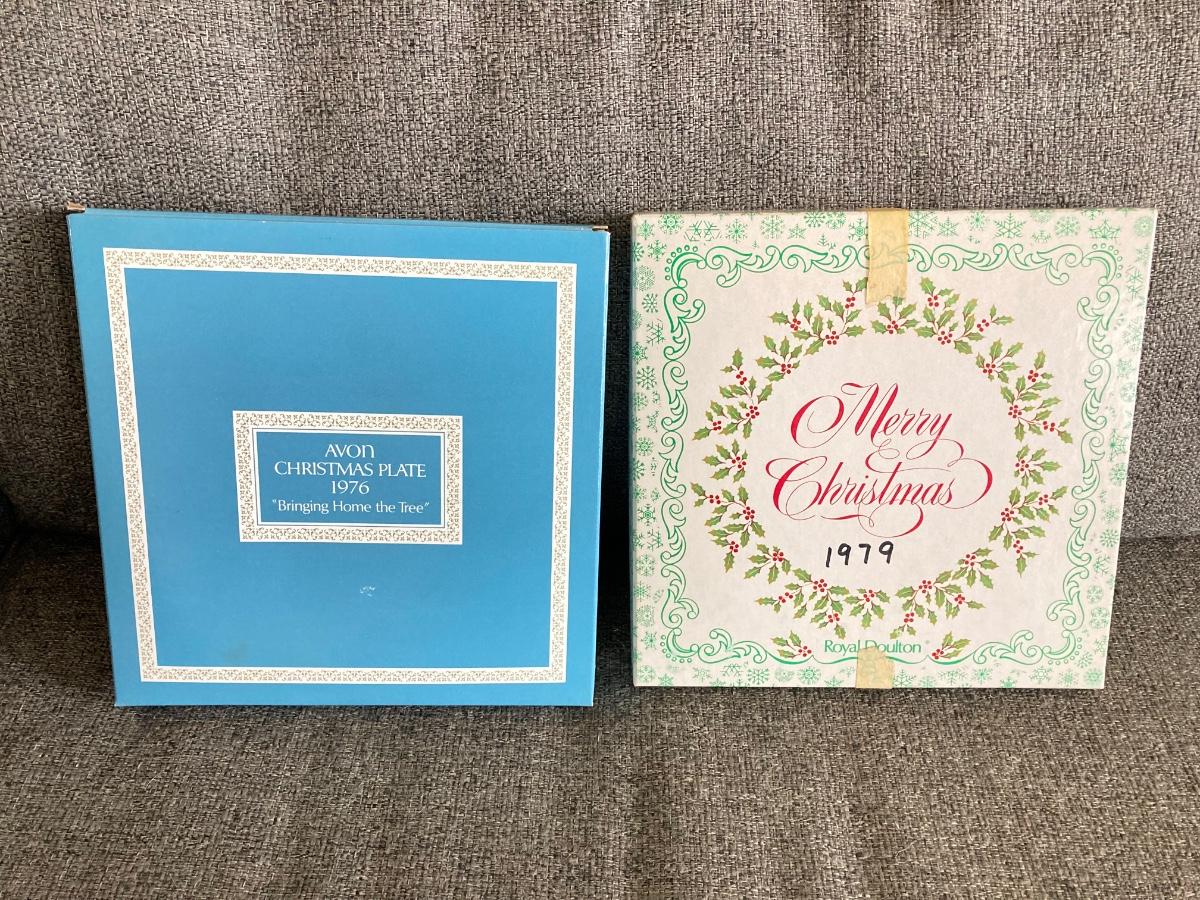 AVON
CHRISTMAS PLATE
1976
"Bringing Home the Tree"
Merry
Christmas
1979
Royal Doulton®